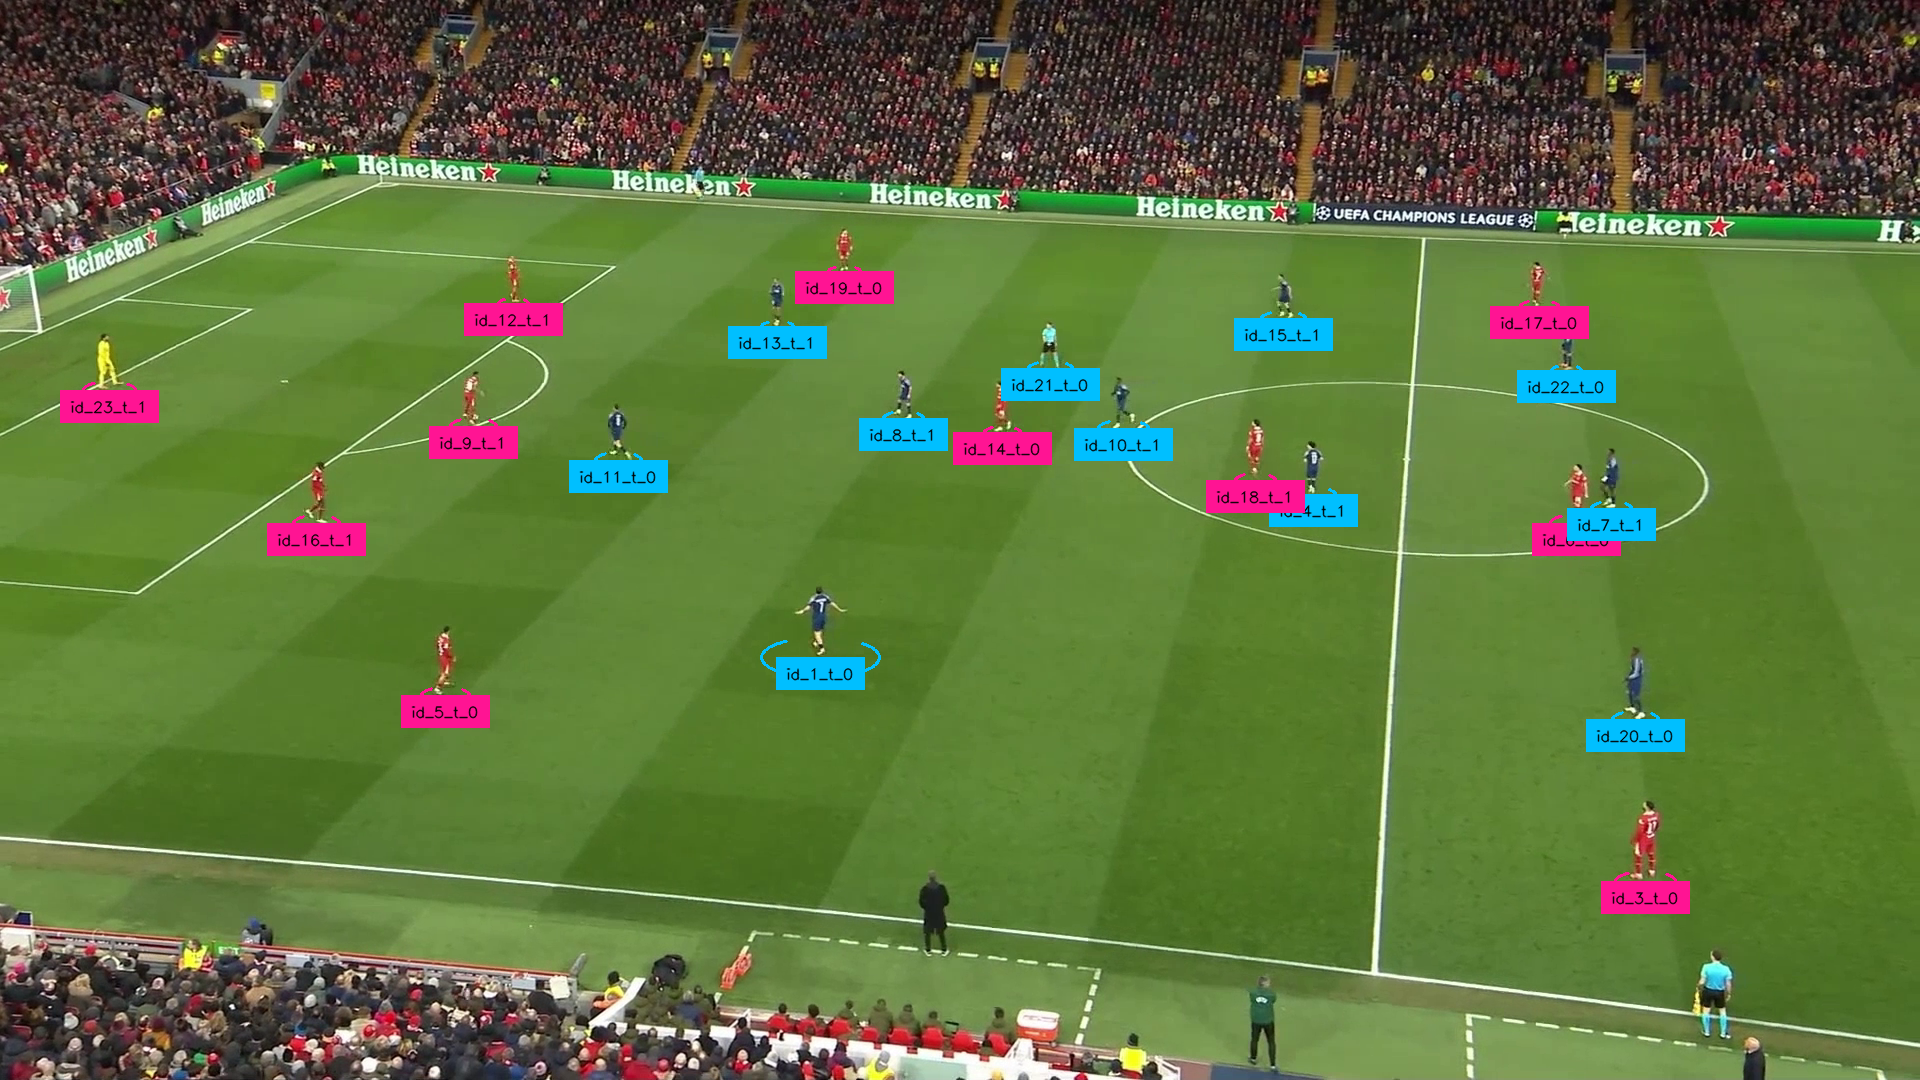 Heineken
Heineken
Heineken
Heineken
UEFA CHAMPIONS LEAGUE
Heineken
H
Heineken
Heineken
id_19_t_0
id_12_t_1
id_17_t_0
id_13_t_1
id_15_t_1
id_21_t_0
id_22_t_0
id_23_t_1
id_8_t_1
id_9_t_1
id_14_t_0
id_10_t_1
id_11_t_0
id_18_t_1
id_7_t_1
id_16_t_1
id_1_t_0
id_5_t_0
id_20_t_0
id_3_t_0